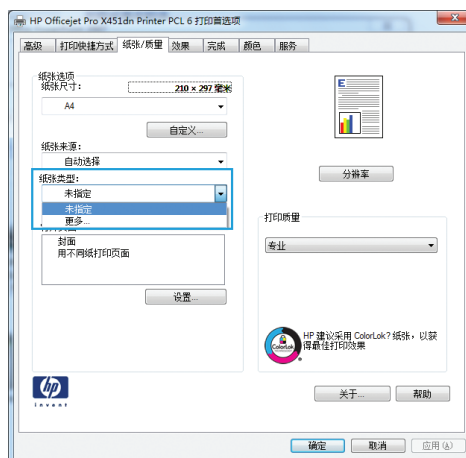 HP Officejet Pro X451dn Printer PCL 6 打印首选项
高级 打印快捷方式 纸张/质量 效果 完成 颜色 服务
纸张选项
纸张尺寸:
210 × 297 毫米
A4
自定义...
纸张来源:
自动选择
纸张类型:
未指定
未指定
更多...
封面
用不同纸打印页面
设置...
E
分辨率
打印质量
专业
ColorLok
HP 建议采用 ColorLok? 纸张，以获
得最佳打印效果
hp
invent
关于...
帮助
确定
取消
应用(A)